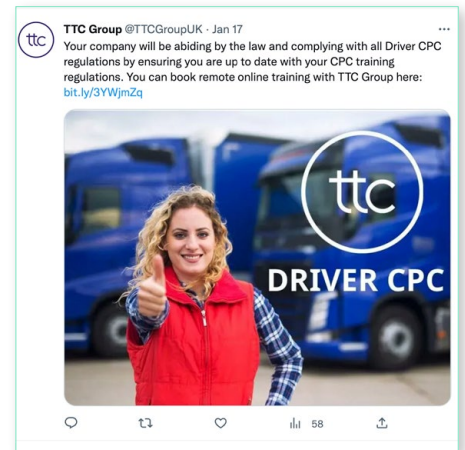 ttc
TTC Group @TTCGroupUK · Jan 17
Your company will be abiding by the law and complying with all Driver CPC
regulations by ensuring you are up to date with your CPC training
regulations. You can book remote online training with TTC Group here:
bit.ly/3YWjmZq
ttc
DRIVER CPC
58